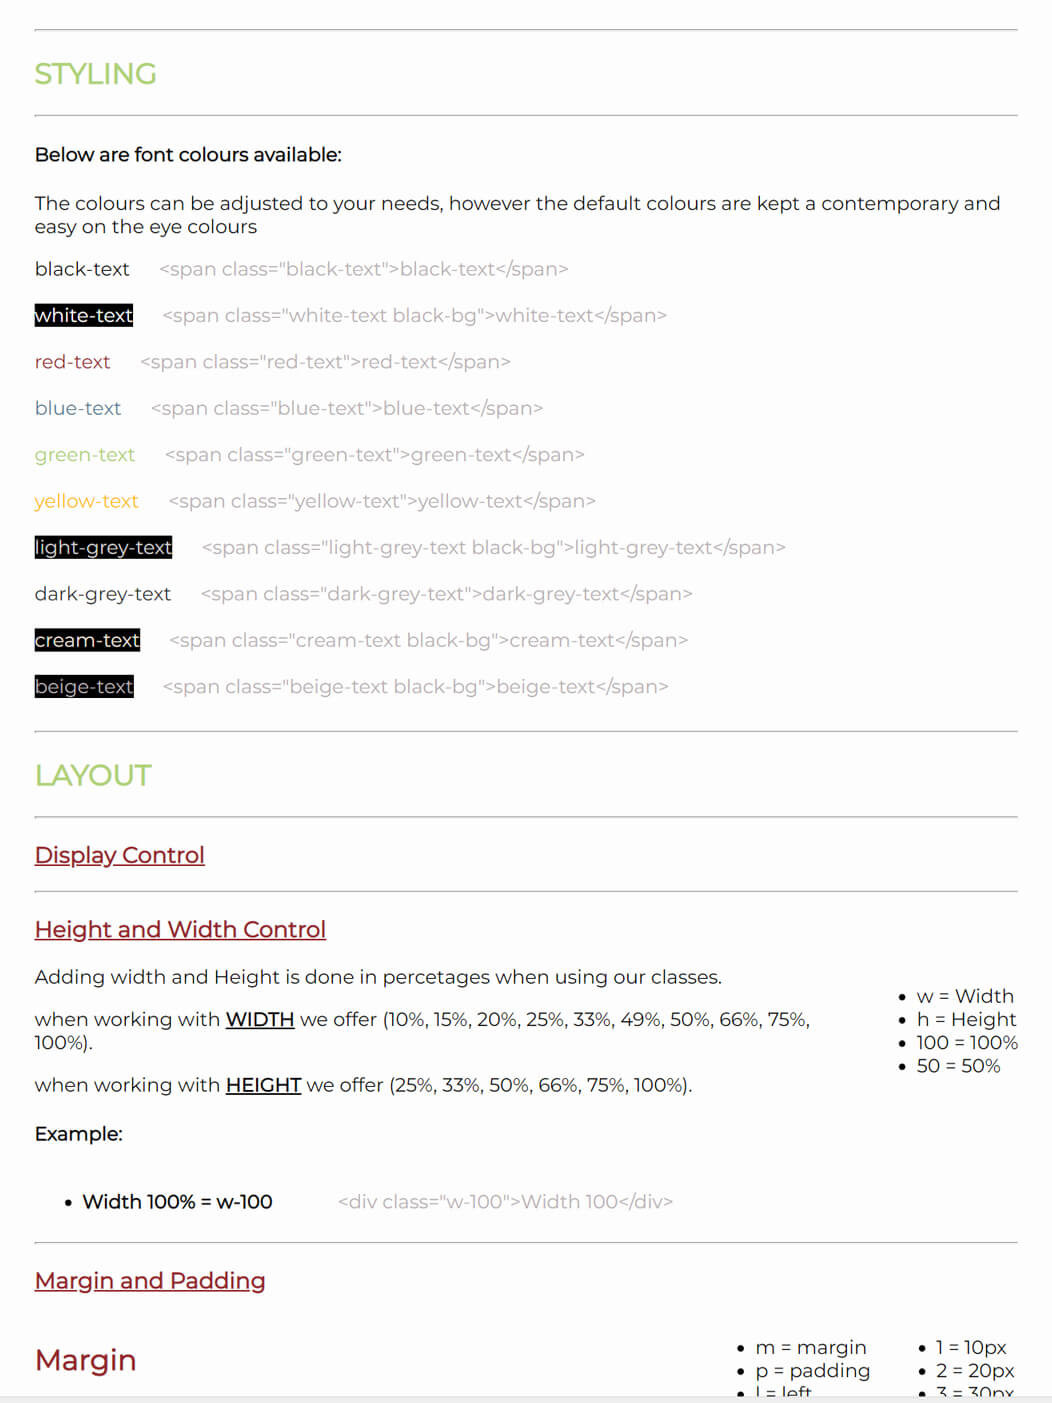 STYLING
Below are font colours available:
The colours can be adjusted to your needs, however the default colours are kept a contemporary and
easy on the eye colours
black-text <span class="black-text">black-text</span>
white-text <span class="white-text black-bg">white-text</span>
red-text <span class="red-text">red-text</span>
blue-text <span class="blue-text">blue-text</span>
green-text <span class="green-text">green-text</span>
yellow-text <span class="yellow-text">yellow-text</span>
light-grey-text <span class="light-grey-text black-bg">light-grey-text</span>
dark-grey-text <span class="dark-grey-text">dark-grey-text</span>
cream-text <span class="cream-text black-bg">cream-text</span>
beige-text <span class="beige-text black-bg">beige-text</span>
LAYOUT
Display Control
Height and Width Control
Adding width and Height is done in percetages when using our classes.
when working with WIDTH we offer (10%, 15%, 20%, 25%, 33%, 49%, 50%, 66%, 75%,
100%).
when working with HEIGHT we offer (25%, 33%, 50%, 66%, 75%, 100%).
• w = Width
• h = Height
• 100 = 100%
• 50 = 50%
Example:
• Width 100% = w-100 <div class="w-100">Width 100</div>
Margin and Padding
Margin
• m = margin
• p = padding
• l = left
• 1 = 10px
• 2 = 20px
• 3 = 30px